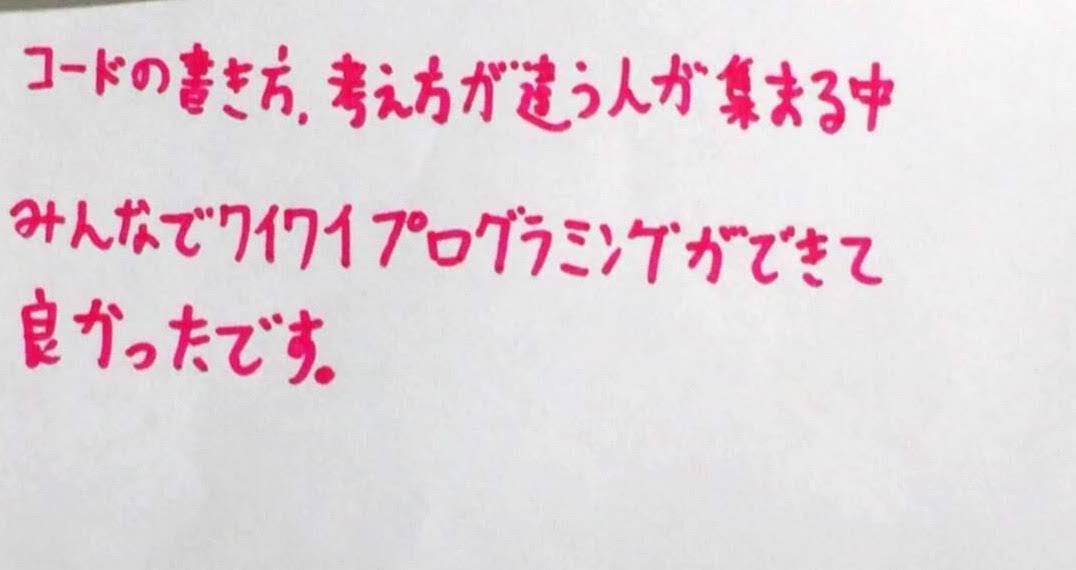 コードの書き方、考え方が違う人が集まる中
みんなでワイワイプログラミングができて
良かったです。